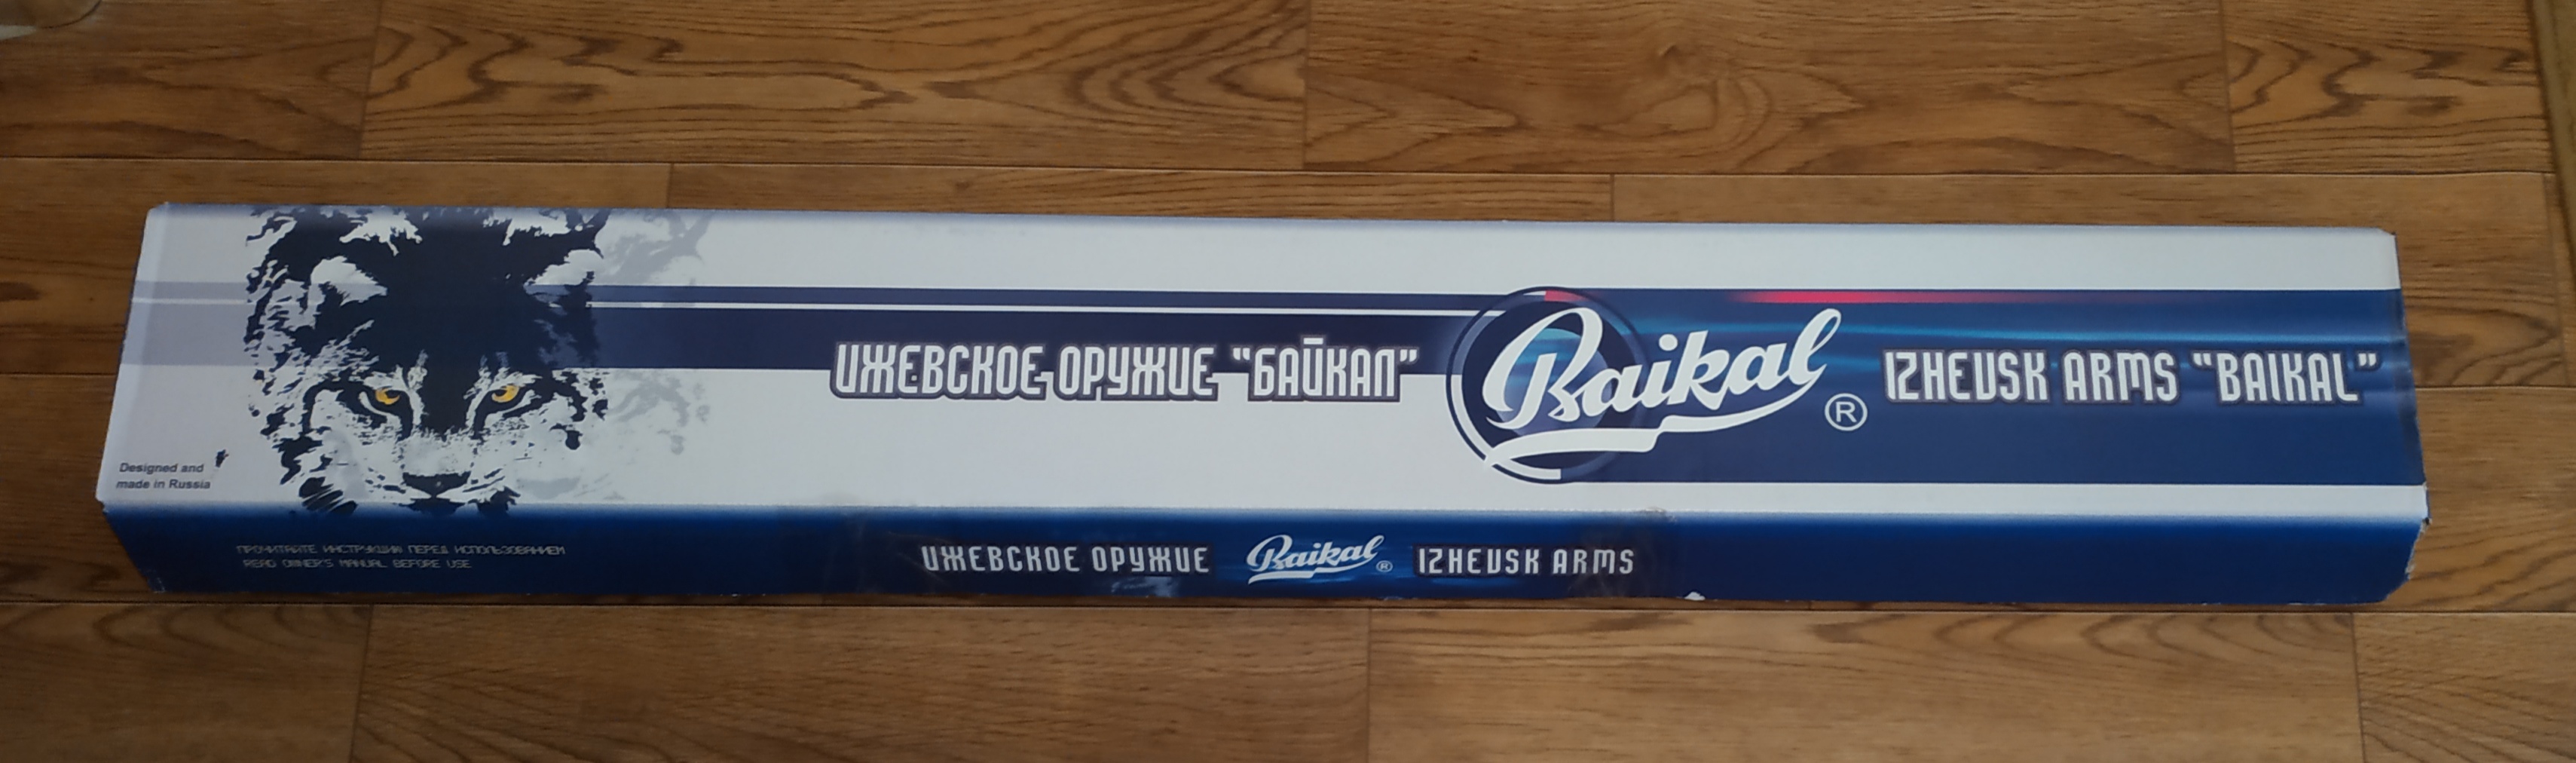 ИЖЕВСКОЕ ОРУЖИЕ "БАЙКАЛ"
Baikal ®
IZHEVSK ARMS "BAIKAL"
Designed and
made in Russia
ПРОЧИТАЙТЕ ИНСТРУКЦИЮ ПЕРЕД ИСПОЛЬЗОВАНИЕМ
READ OWNER'S MANUAL BEFORE USE
ИЖЕВСКОЕ ОРУЖИЕ Baikal ® IZHEVSK ARMS